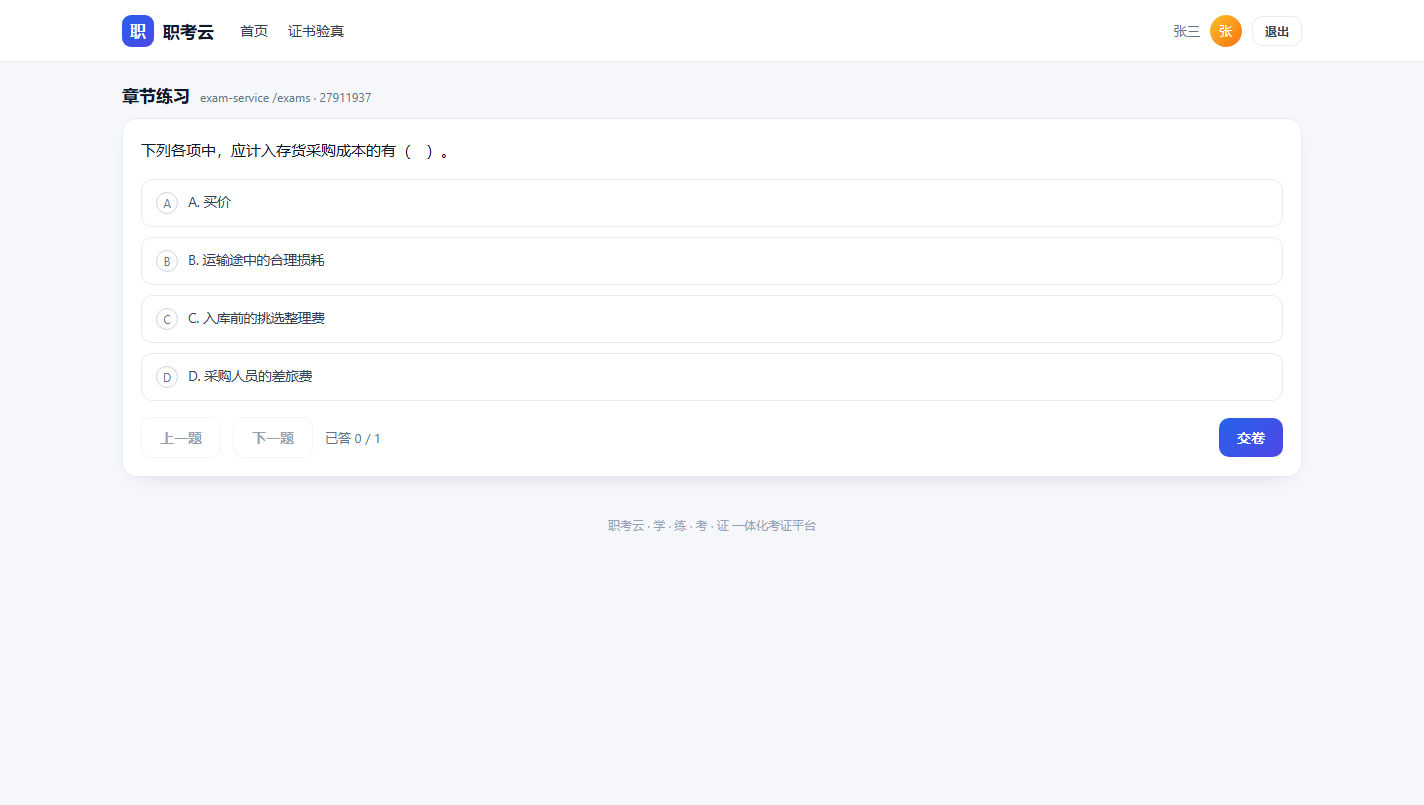 职 职考云 首页 证书验真 张三 张 退出
章节练习 exam-service /exams · 27911937
下列各项中，应计入存货采购成本的有（　）。
A A. 买价
B B. 运输途中的合理损耗
C C. 入库前的挑选整理费
D D. 采购人员的差旅费
上一题 下一题 已答 0 / 1 交卷
职考云 · 学 · 练 · 考 · 证 一体化考证平台